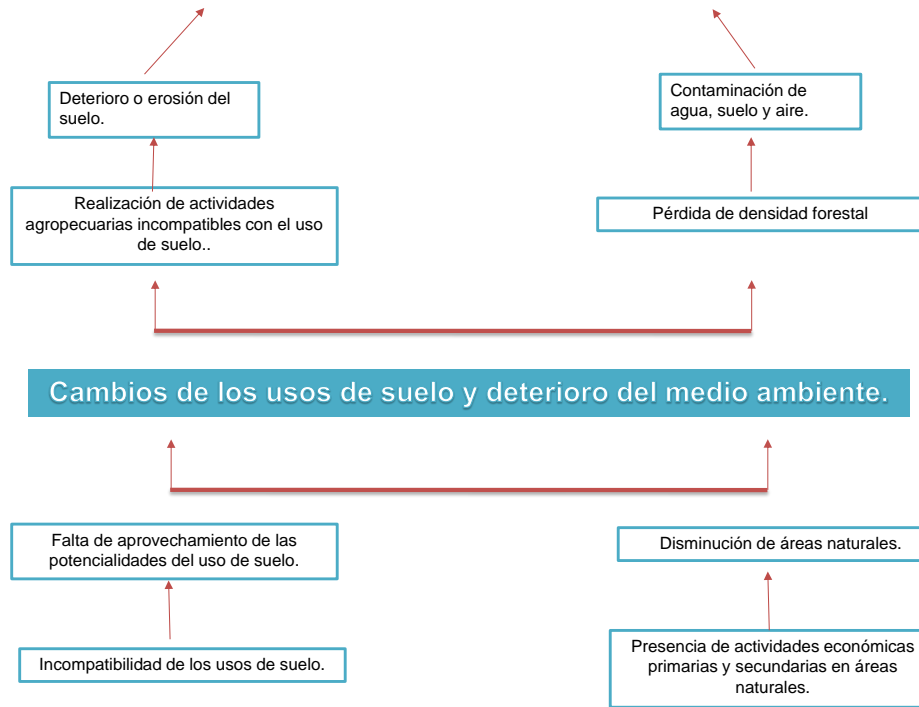 Deterioro o erosión del
suelo.
Contaminación de
agua, suelo y aire.
Realización de actividades
agropecuarias incompatibles con el uso
de suelo..
Pérdida de densidad forestal
Cambios de los usos de suelo y deterioro del medio ambiente.
Falta de aprovechamiento de las
potencialidades del uso de suelo.
Disminución de áreas naturales.
Incompatibilidad de los usos de suelo.
Presencia de actividades económicas
primarias y secundarias en áreas
naturales.